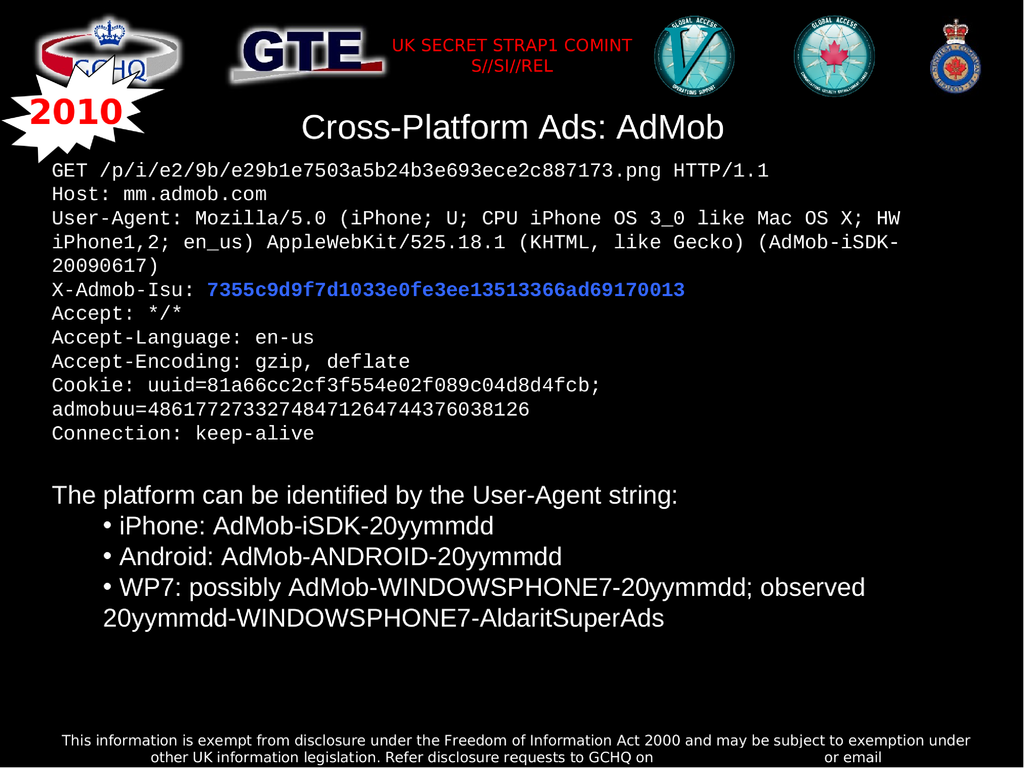 GCHQ
GTE
UK SECRET STRAP1 COMINT
S//SI//REL
GLOBAL ACCESS
V
OPERATIONS SUPPORT
GLOBAL ACCESS
2010
Cross-Platform Ads: AdMob
GET /p/i/e2/9b/e29b1e7503a5b24b3e693ece2c887173.png HTTP/1.1
Host: mm.admob.com
User-Agent: Mozilla/5.0 (iPhone; U; CPU iPhone OS 3_0 like Mac OS X; HW
iPhone1,2; en_us) AppleWebKit/525.18.1 (KHTML, like Gecko) (AdMob-iSDK-
20090617)
X-Admob-Isu: 7355c9d9f7d1033e0fe3ee13513366ad69170013
Accept: */*
Accept-Language: en-us
Accept-Encoding: gzip, deflate
Cookie: uuid=81a66cc2cf3f554e02f089c04d8d4fcb;
admobuu=48617727332748471264744376038126
Connection: keep-alive
The platform can be identified by the User-Agent string:
• iPhone: AdMob-iSDK-20yymmdd
• Android: AdMob-ANDROID-20yymmdd
• WP7: possibly AdMob-WINDOWSPHONE7-20yymmdd; observed
20yymmdd-WINDOWSPHONE7-AldaritSuperAds
This information is exempt from disclosure under the Freedom of Information Act 2000 and may be subject to exemption under
other UK information legislation. Refer disclosure requests to GCHQ on or email